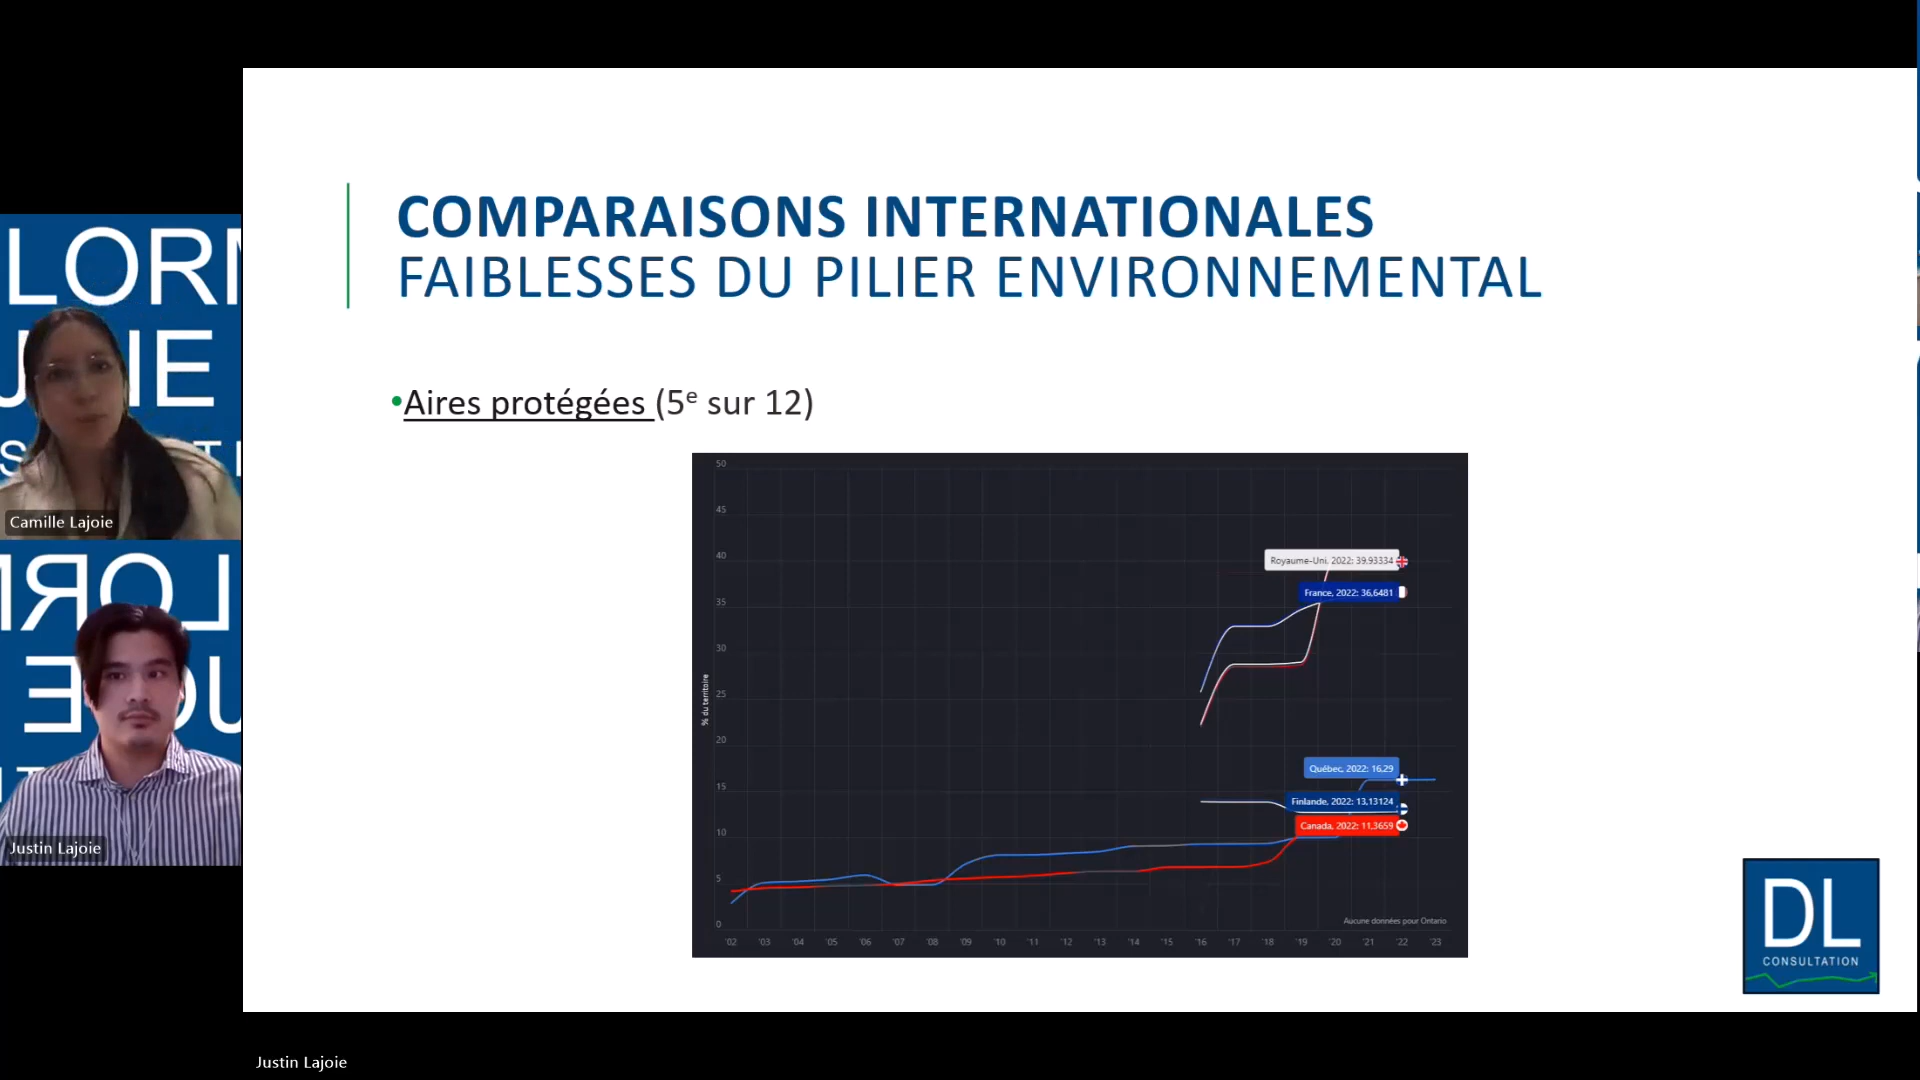 COMPARAISONS INTERNATIONALES
FAIBLESSES DU PILIER ENVIRONNEMENTAL
•Aires protégées (5e sur 12)
50
45
40
35
30
25
20
15
10
5
0
% du territoire
Royaume-Uni, 2022: 39.93334
France, 2022: 36,6481
Québec, 2022: 16,29
Finlande, 2022: 13,13124
Canada, 2022: 11,3659
Aucune données pour Ontario
'02 '03 '04 '05 '06 '07 '08 '09 '10 '11 '12 '13 '14 '15 '16 '17 '18 '19 '20 '21 '22 '23
DL
CONSULTATION
LORM
J IE
S T I
Camille Lajoie
LORM
JO E
Justin Lajoie
Justin Lajoie